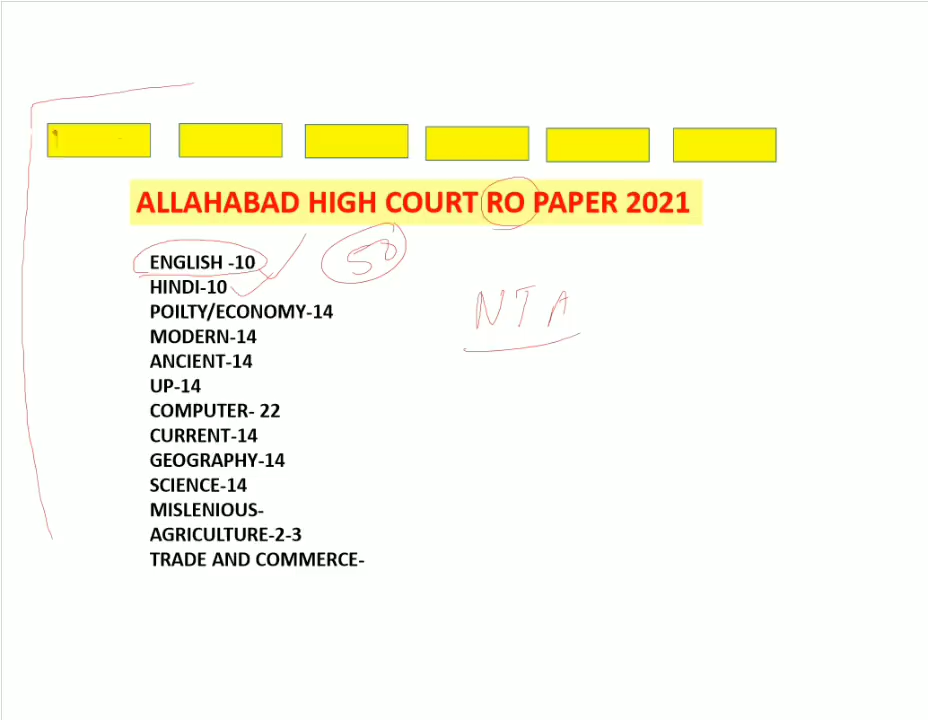 ALLAHABAD HIGH COURT RO PAPER 2021
50
ENGLISH -10
HINDI-10
POILTY/ECONOMY-14
NTA
MODERN-14
ANCIENT-14
UP-14
COMPUTER- 22
CURRENT-14
GEOGRAPHY-14
SCIENCE-14
MISLENIOUS-
AGRICULTURE-2-3
TRADE AND COMMERCE-